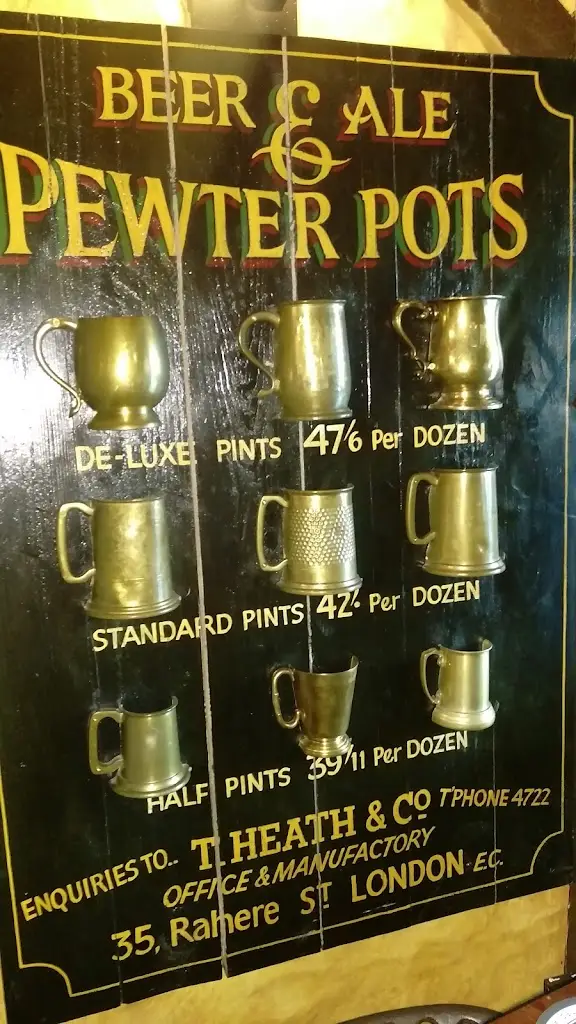 BEER & ALE
&
PEWTER POTS
DE-LUXE PINTS 47/6 Per DOZEN
STANDARD PINTS 42/- Per DOZEN
HALF PINTS 39/11 Per DOZEN
ENQUIRIES TO.. T. HEATH & Co T'PHONE 4722
OFFICE & MANUFACTORY
35, Rahere ST LONDON E.C.